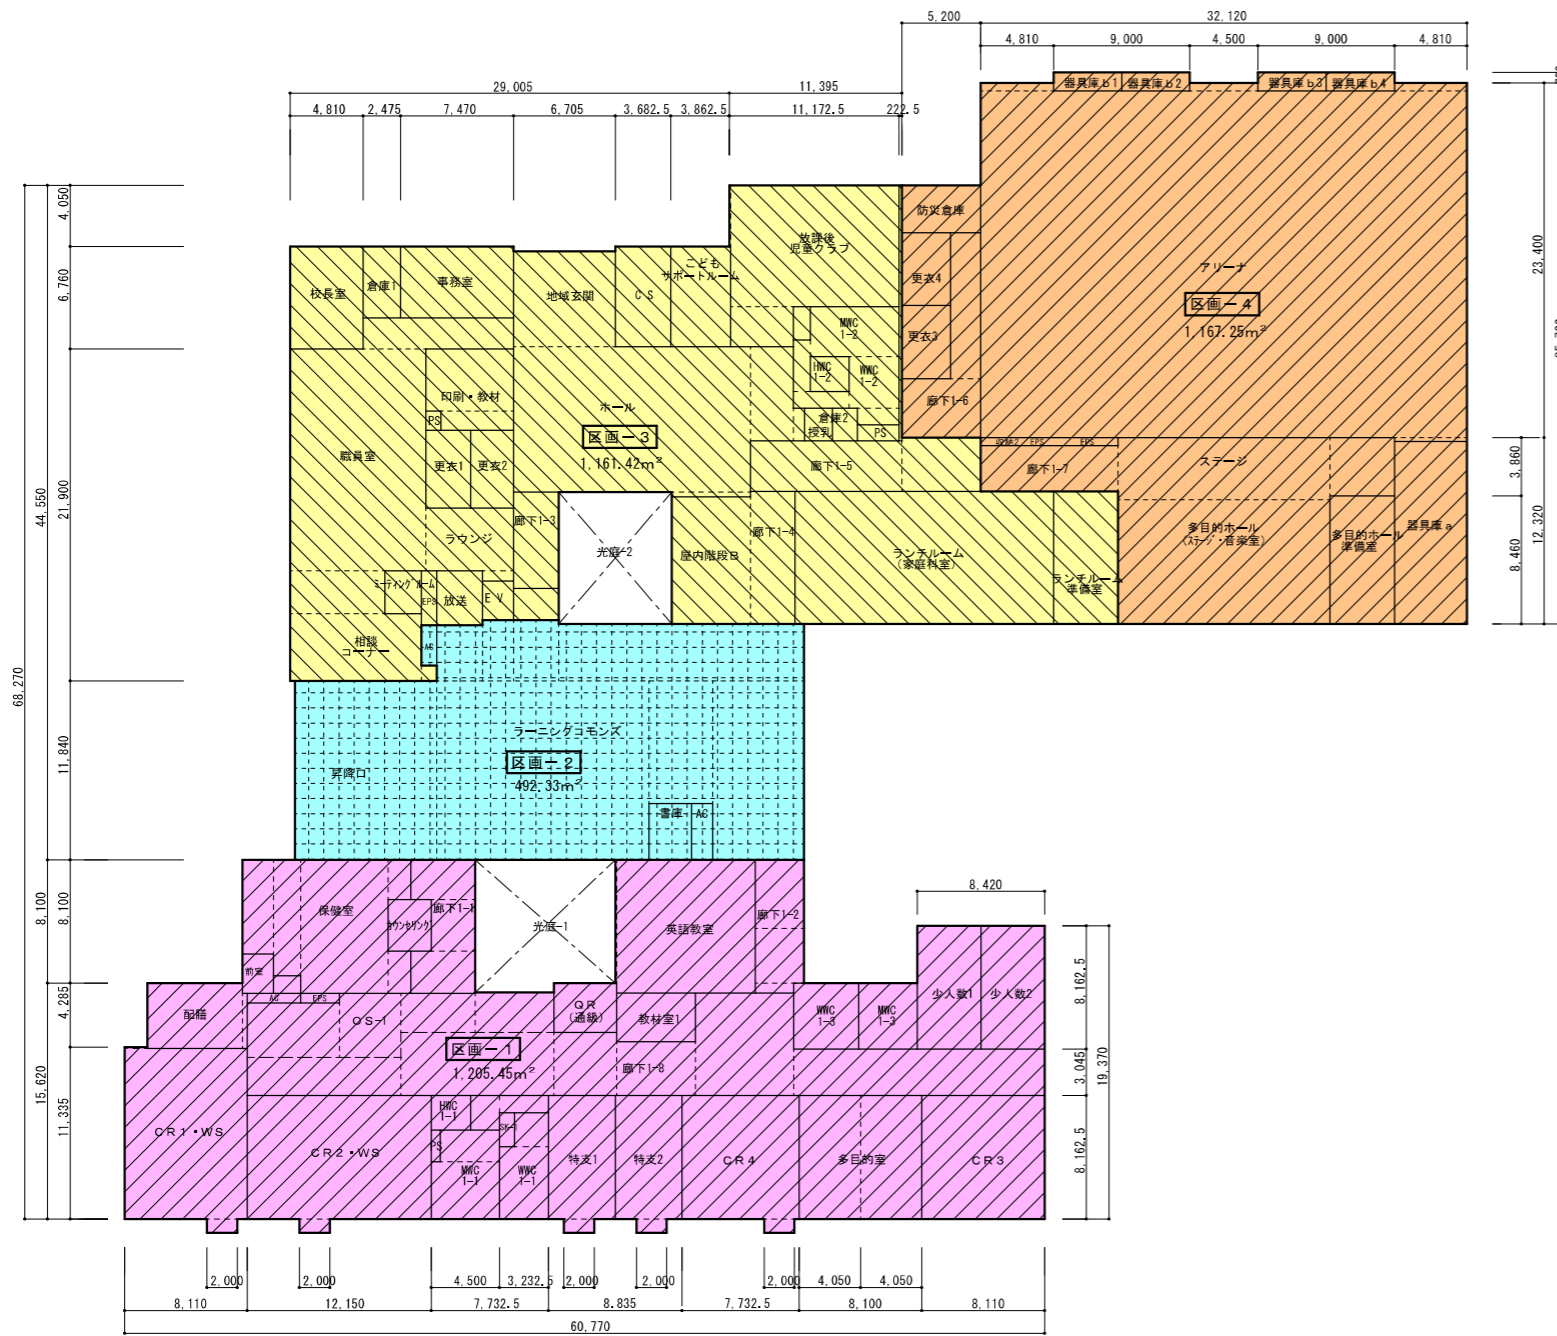 5,200
32,120
4,810
9,000
4,500
9,000
4,810
器具庫b1
器具庫b2
器具庫b3
器具庫b4
29,005
11,395
4,810
2,475
7,470
6,705
3,682.5
3,862.5
11,172.5
222.5
4,050
6,760
21,900
11,840
8,100
4,285
11,335
44,550
8,100
15,620
68,270
23,400
3,860
8,460
12,320
防災倉庫
更衣4
更衣3
廊下1-6
アリーナ
区画－4
1,167.25m²
収納2
EPS
EPS
廊下1-7
ステージ
多目的ホール
(ｽﾃｰｼﾞ・音楽室)
多目的ホール
準備室
器具庫a
放課後
児童クラブ
こども
サポートルーム
校長室
倉庫1
事務室
地域玄関
CS
MWC
1-2
HWC
1-2
WWC
1-2
印刷・教材
PS
ホール
倉庫2
授乳
PS
区画－3
1,161.42m²
職員室
更衣1
更衣2
廊下1-5
廊下1-3
ラウンジ
光庭-2
屋内階段B
廊下1-4
ランチルーム
(家庭科室)
ランチルーム
準備室
ﾐｰﾃｨﾝｸﾞﾙｰﾑ
EPS
放送
EV
相談
コーナー
AC
ラーニングコモンズ
区画－2
492.33m²
昇降口
書庫
AC
保健室
ｶｳﾝｾﾘﾝｸﾞ
廊下1-1
光庭-1
英語教室
廊下1-2
前室
AC
EPS
配膳
OS-1
QR
(通級)
教材室1
WWC
1-3
MWC
1-3
少人数1
少人数2
区画－1
1,205.45m²
廊下1-8
CR1・WS
CR2・WS
HWC
1-1
PS
MWC
1-1
SK-1
WWC
1-1
特支1
特支2
CR4
多目的室
CR3
8,420
8,162.5
3,045
8,162.5
19,370
2,000
2,000
4,500
3,232.5
2,000
2,000
2,000
4,050
4,050
8,110
12,150
7,732.5
8,835
7,732.5
8,100
8,110
60,770